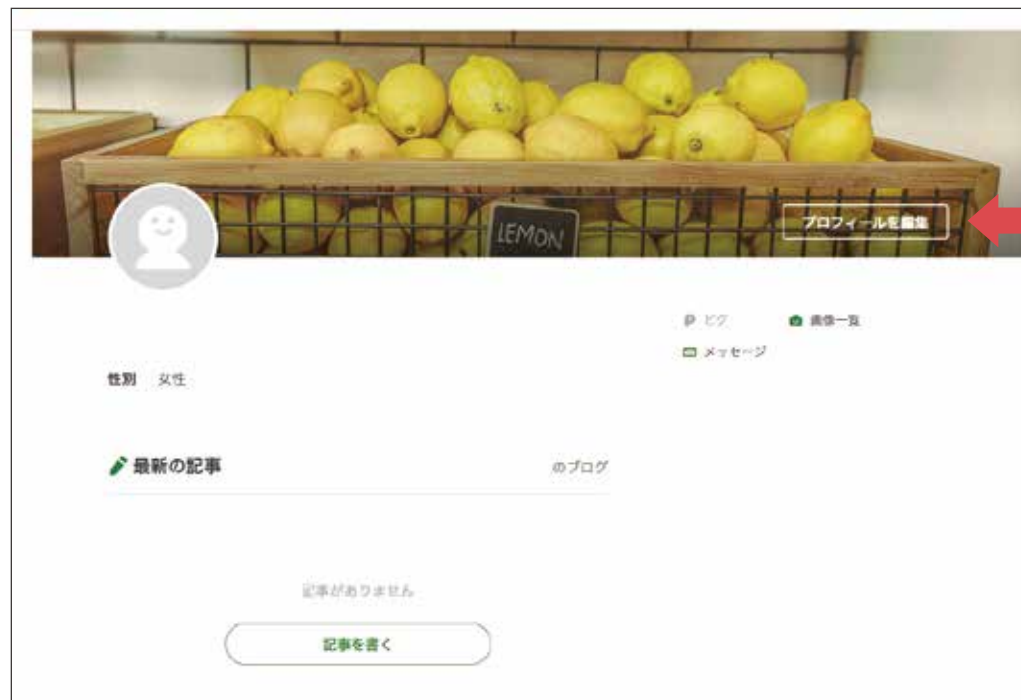 LEMON
プロフィールを編集
ピグ
画像一覧
メッセージ
性別 女性
最新の記事
のブログ
記事がありません
記事を書く